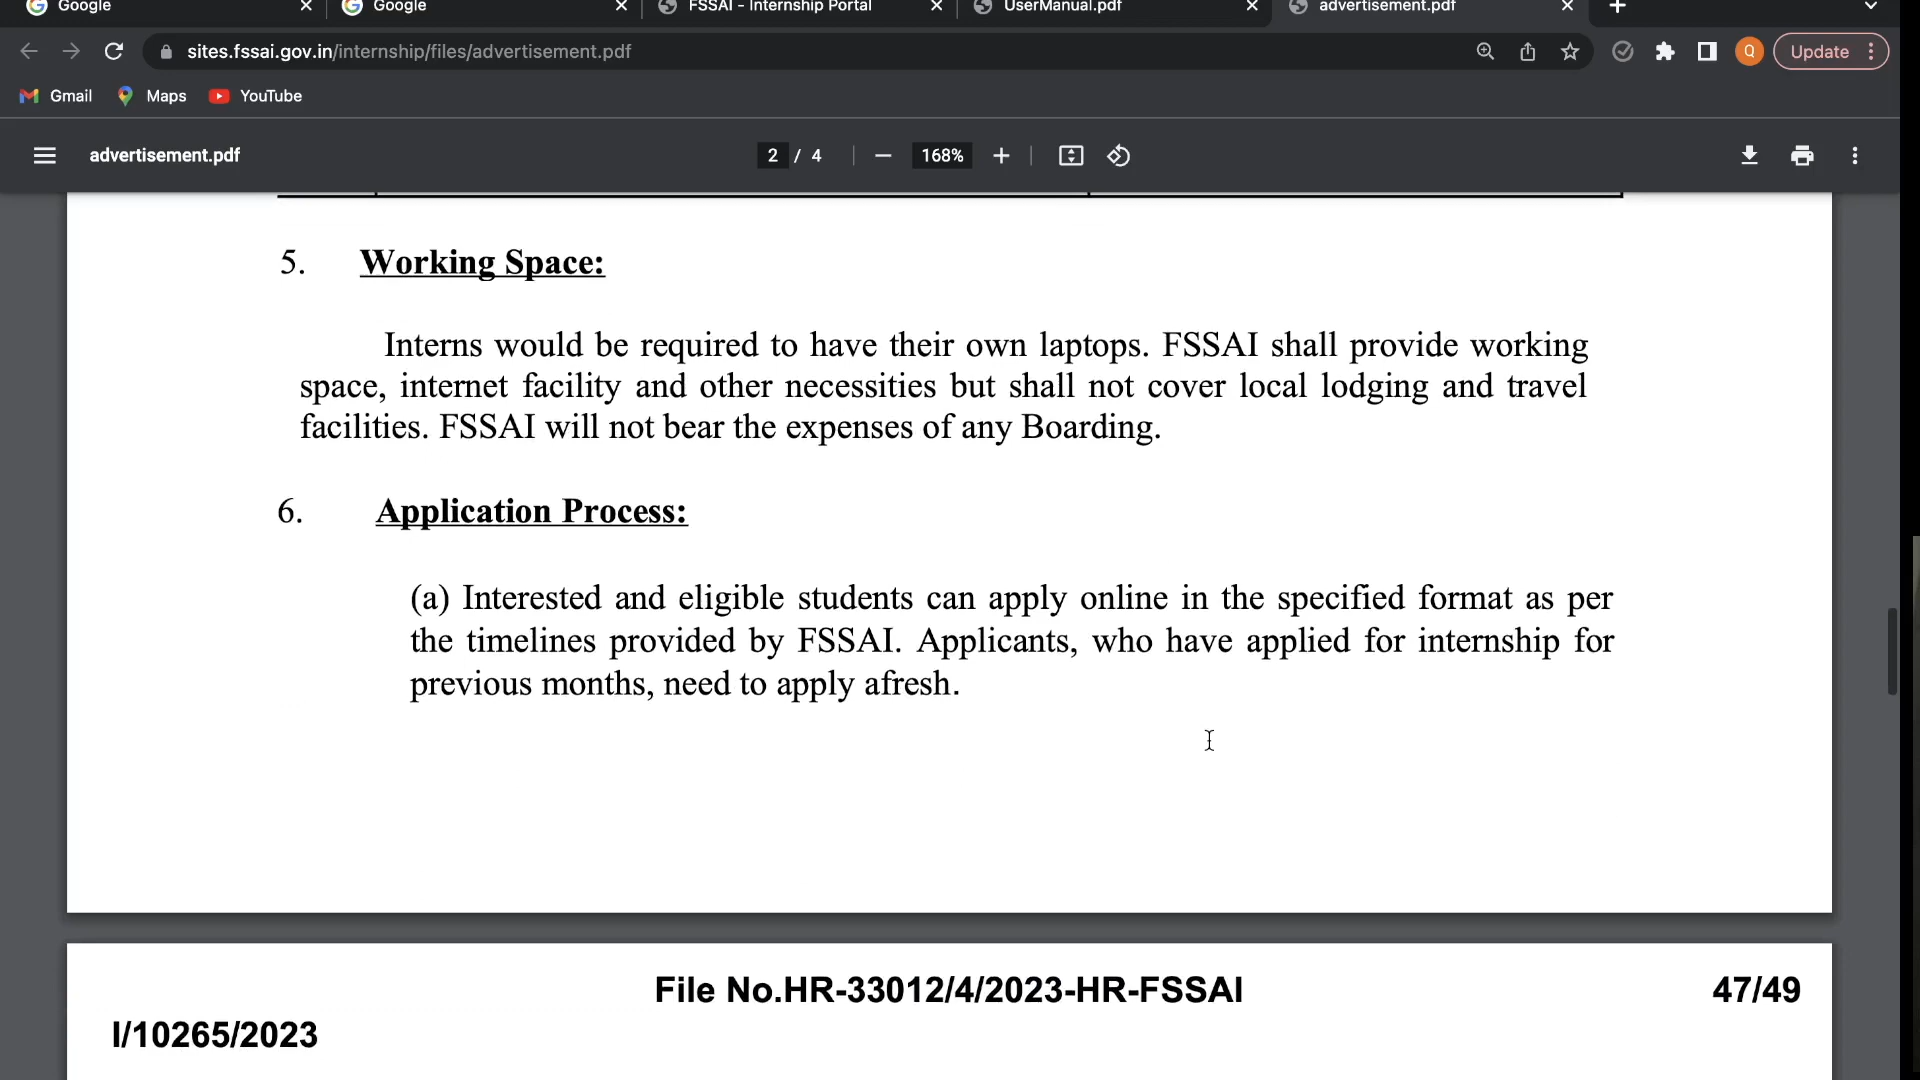 Google
Google
FSSAI - Internship Portal
UserManual.pdf
advertisement.pdf
sites.fssai.gov.in/internship/files/advertisement.pdf
Q
Update
Gmail
Maps
YouTube
advertisement.pdf
2 / 4
168%
5. Working Space:
Interns would be required to have their own laptops. FSSAI shall provide working
space, internet facility and other necessities but shall not cover local lodging and travel
facilities. FSSAI will not bear the expenses of any Boarding.
6. Application Process:
(a) Interested and eligible students can apply online in the specified format as per
the timelines provided by FSSAI. Applicants, who have applied for internship for
previous months, need to apply afresh.
File No.HR-33012/4/2023-HR-FSSAI
47/49
I/10265/2023